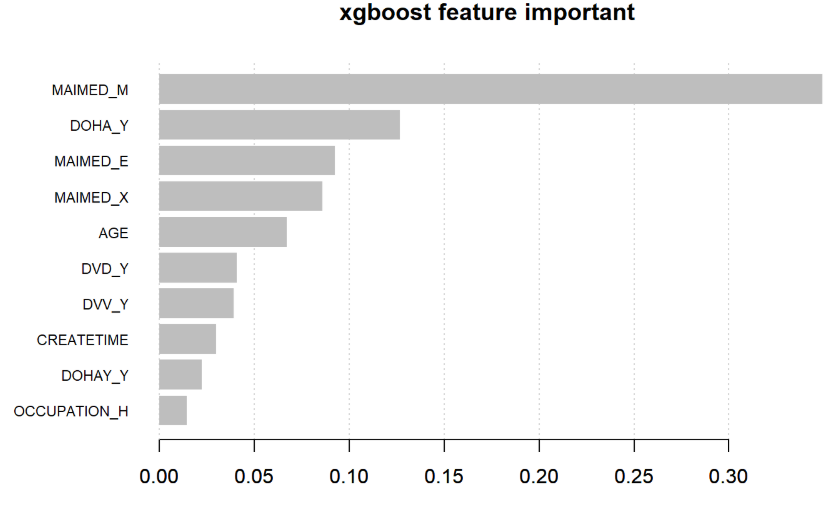 xgboost feature important
MAIMED_M
DOHA_Y
MAIMED_E
MAIMED_X
AGE
DVD_Y
DVV_Y
CREATETIME
DOHAY_Y
OCCUPATION_H
0.00 0.05 0.10 0.15 0.20 0.25 0.30